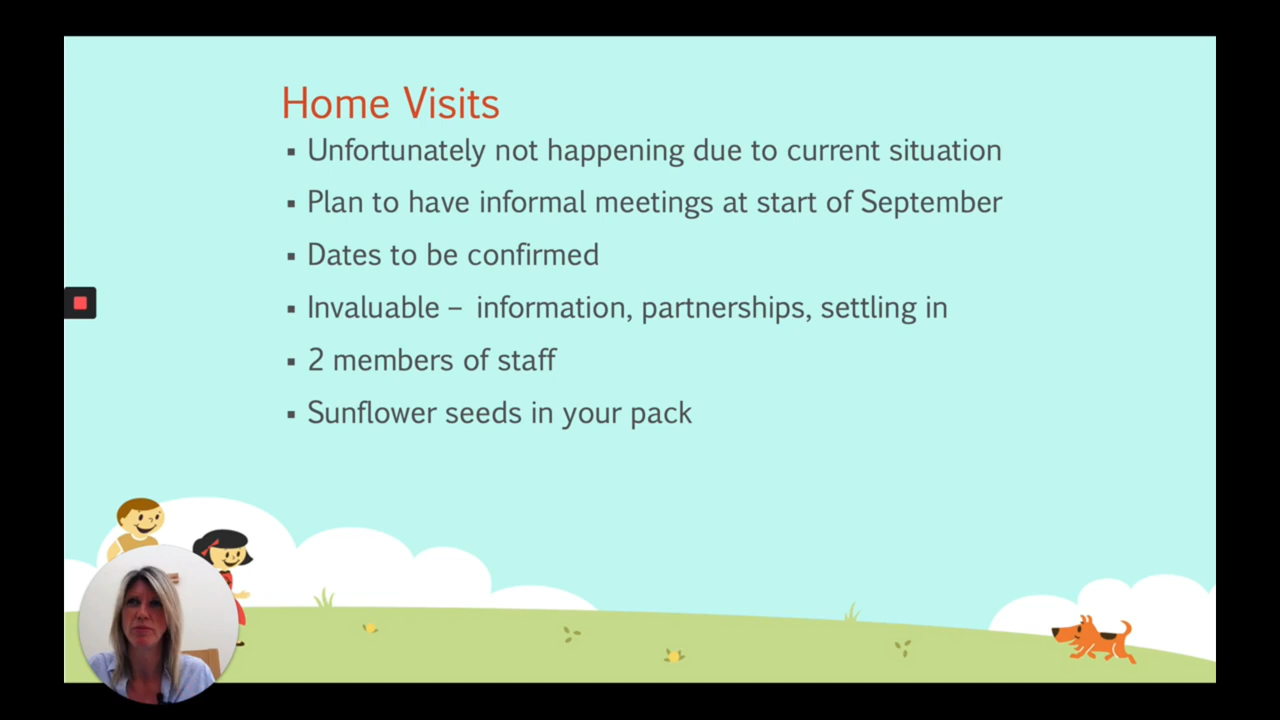 Home Visits
▪ Unfortunately not happening due to current situation
▪ Plan to have informal meetings at start of September
▪ Dates to be confirmed
▪ Invaluable – information, partnerships, settling in
▪ 2 members of staff
▪ Sunflower seeds in your pack